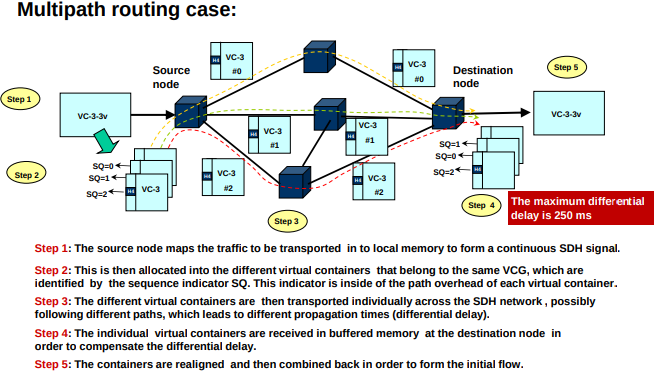 Multipath routing case:
H4 VC-3 #0
H4 VC-3 #0
Step 5
Source node
Destination node
Step 1
VC-3-3v
VC-3-3v
H4 VC-3 #1
H4 VC-3 #1
SQ=0
SQ=1
SQ=2
H4 VC-3
Step 2
H4 VC-3 #2
H4 VC-3 #2
SQ=1
SQ=0
SQ=2
H4
Step 3
Step 4
The maximum differential
delay is 250 ms
Step 1: The source node maps the traffic to be transported in to local memory to form a continuous SDH signal.
Step 2: This is then allocated into the different virtual containers that belong to the same VCG, which are
identified by the sequence indicator SQ. This indicator is inside of the path overhead of each virtual container.
Step 3: The different virtual containers are then transported individually across the SDH network , possibly
following different paths, which leads to different propagation times (differential delay).
Step 4: The individual virtual containers are received in buffered memory at the destination node in
order to compensate the differential delay.
Step 5: The containers are realigned and then combined back in order to form the initial flow.